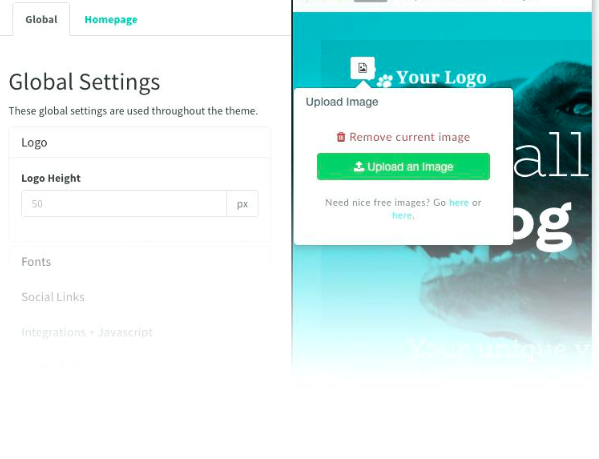 Global
Homepage
Global Settings
These global settings are used throughout the theme.
Logo
Logo Height
50
px
Fonts
Social Links
Integrations + Javascript
Your Logo
Upload Image
Remove current image
Upload an Image
Need nice free images? Go here or
here.
all
og
Your unique v